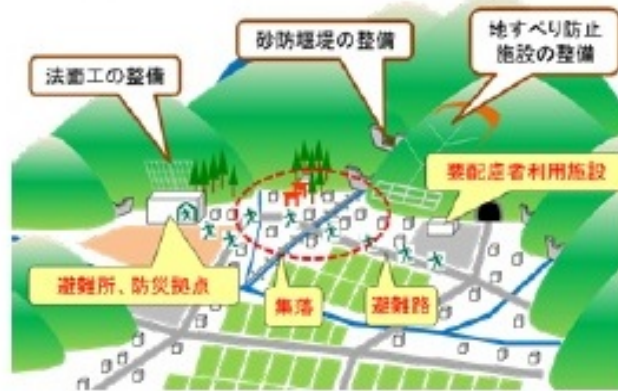 砂防堰堤の整備
地すべり防止
施設の整備
法面工の整備
要配慮者利用施設
避難所、防災拠点
集落
避難路